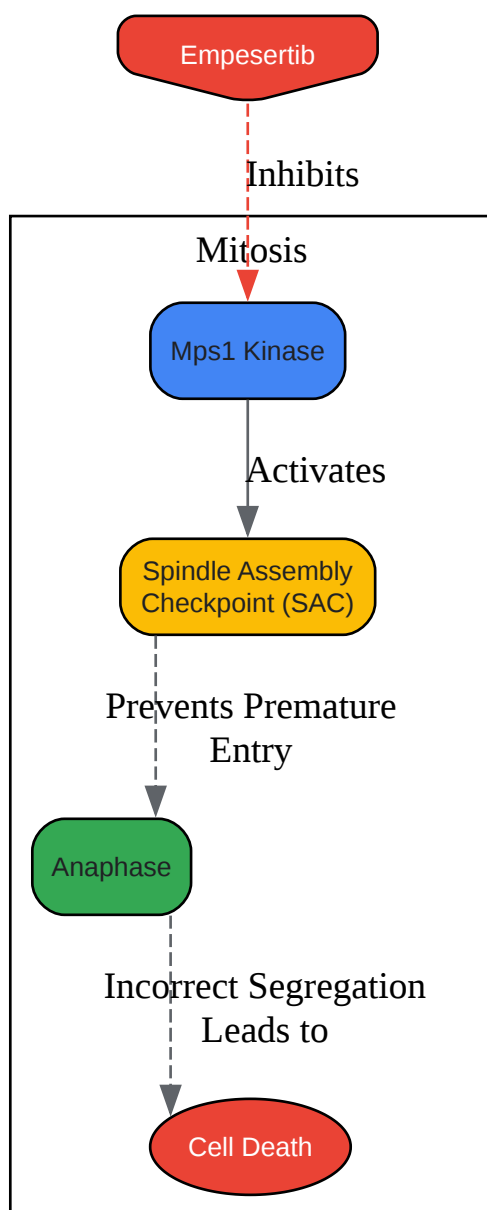 Empesertib
Inhibits
Mitosis
Mps1 Kinase
Activates
Spindle Assembly
Checkpoint (SAC)
Prevents Premature
Entry
Anaphase
Incorrect Segregation
Leads to
Cell Death